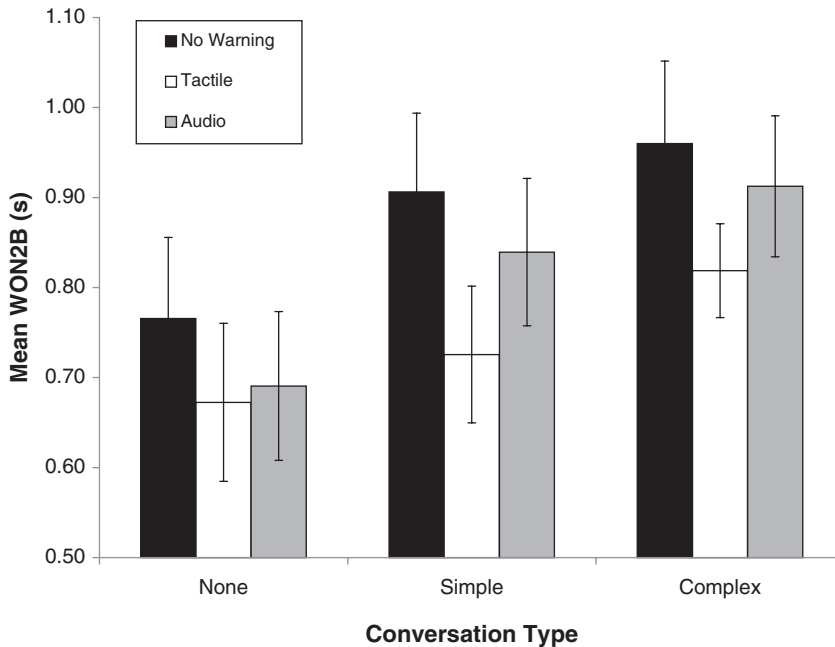 1.10
1.00
0.90
0.80
0.70
0.60
0.50
Mean WON2B (s)
No Warning
Tactile
Audio
None Simple Complex
Conversation Type